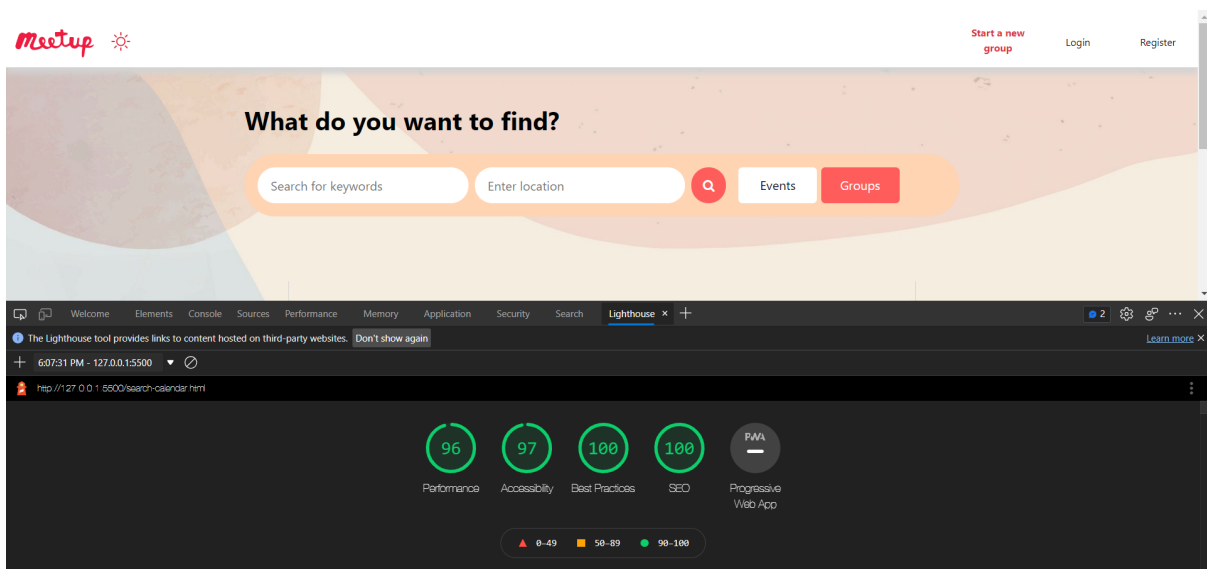 Meetup
Start a new
group
Login
Register
What do you want to find?
Search for keywords
Enter location
Events
Groups
Welcome Elements Console Sources Performance Memory Application Security Search Lighthouse × +
2
The Lighthouse tool provides links to content hosted on third-party websites. Don't show again
Learn more ×
6:07:31 PM - 127.0.0.1:5500
http://127.0.0.1:5500/search-calendar.html
96
97
100
100
PWA
Performance
Accessibility
Best Practices
SEO
Progressive
Web App
0–49
50–89
90–100